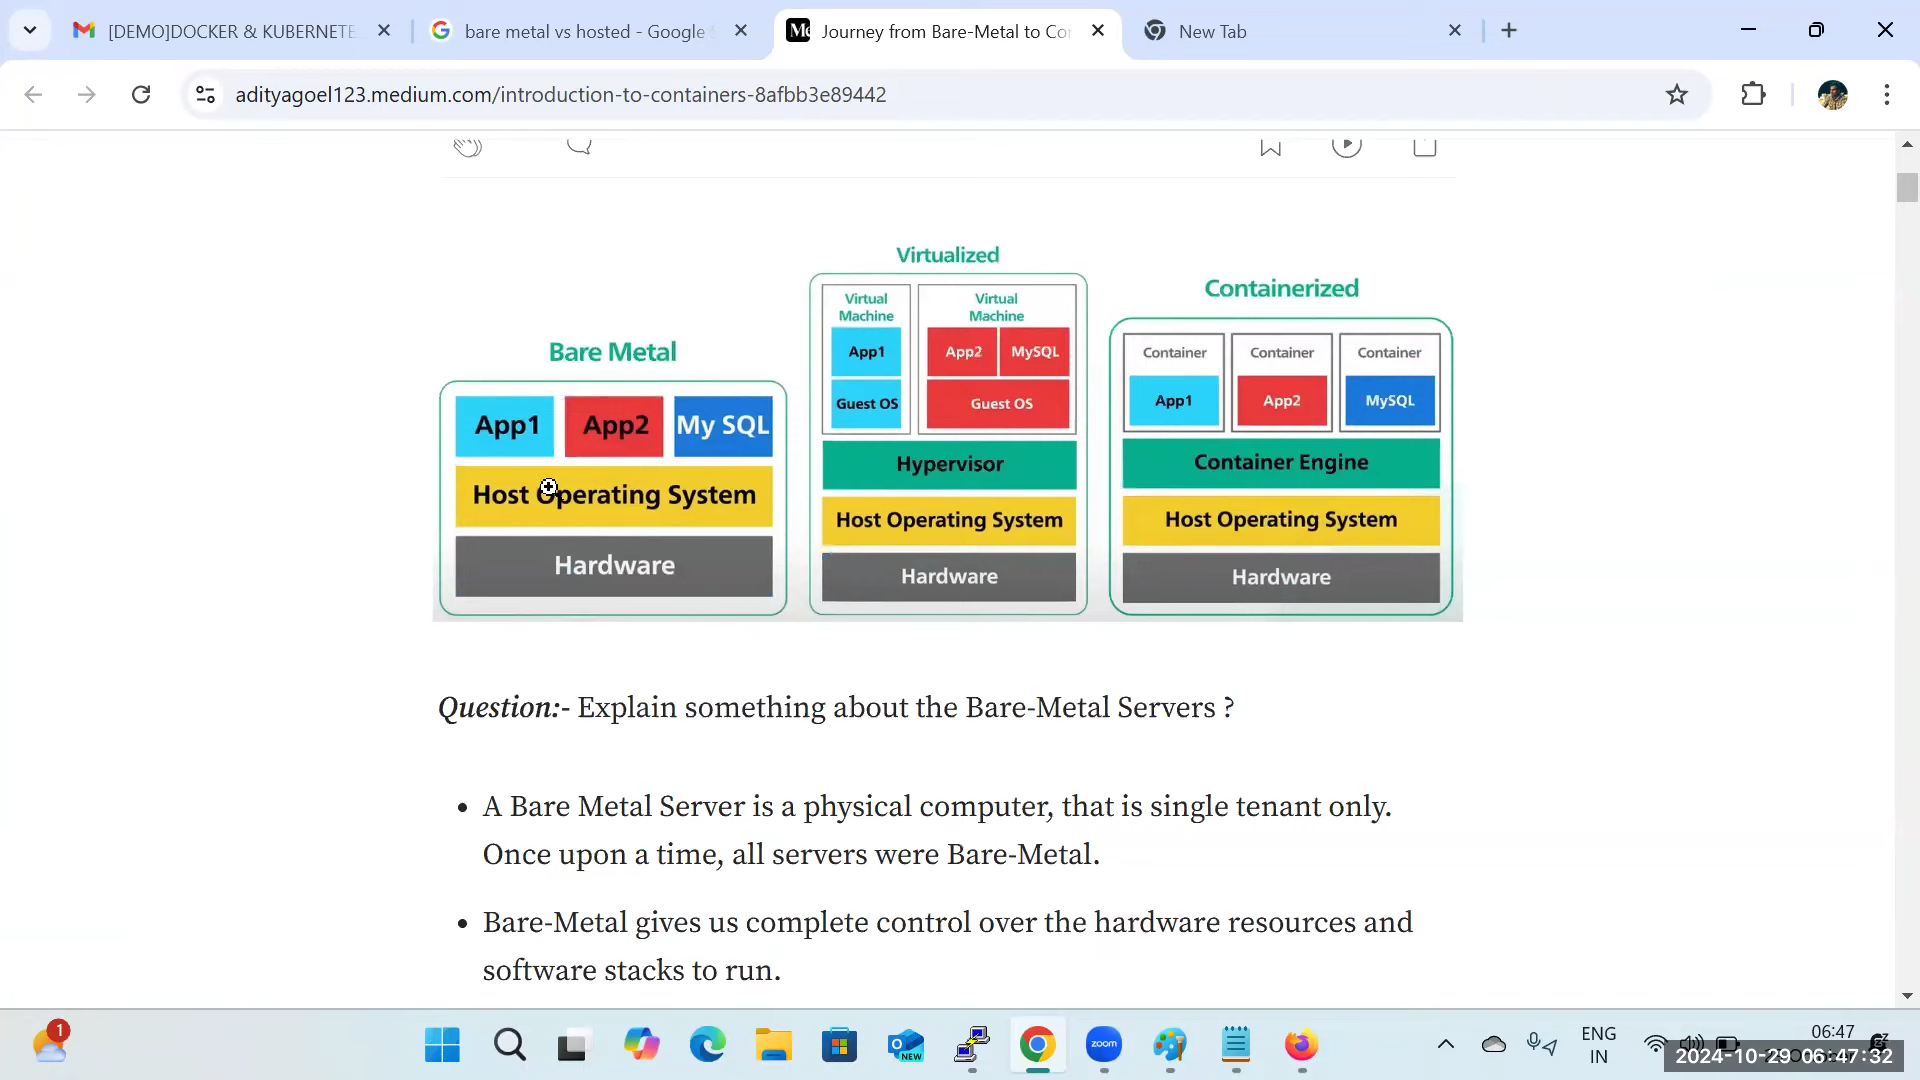 [DEMO]DOCKER & KUBERNETE
bare metal vs hosted - Google
Journey from Bare-Metal to Co
New Tab
adityagoel123.medium.com/introduction-to-containers-8afbb3e89442
Bare Metal
App1 App2 My SQL
Host Operating System
Hardware
Virtualized
Virtual Machine
Virtual Machine
App1 App2 MySQL
Guest OS Guest OS
Hypervisor
Host Operating System
Hardware
Containerized
Container Container Container
App1 App2 MySQL
Container Engine
Host Operating System
Hardware
Question:- Explain something about the Bare-Metal Servers ?
• A Bare Metal Server is a physical computer, that is single tenant only.
Once upon a time, all servers were Bare-Metal.
• Bare-Metal gives us complete control over the hardware resources and
software stacks to run.
1
NEW
zoom
ENG
IN
06:47
2024-10-29 06:47:32